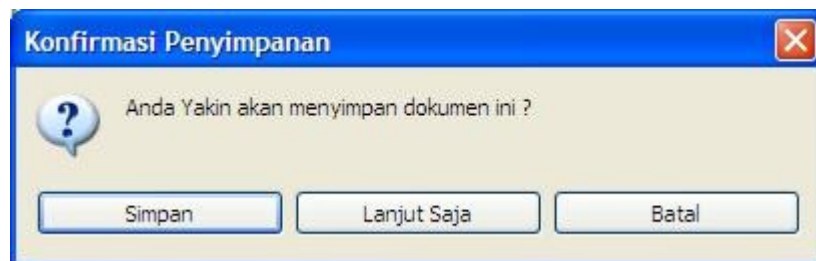 Konfirmasi Penyimpanan
Anda Yakin akan menyimpan dokumen ini ?
Simpan
Lanjut Saja
Batal